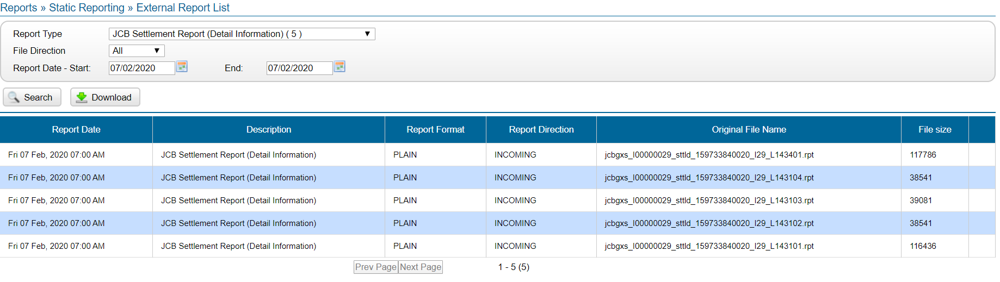 Reports » Static Reporting » External Report List
Report Type JCB Settlement Report (Detail Information) ( 5 )
File Direction All
Report Date - Start: 07/02/2020 End: 07/02/2020
Search Download
Report Date Description Report Format Report Direction Original File Name File size
Fri 07 Feb, 2020 07:00 AM JCB Settlement Report (Detail Information) PLAIN INCOMING jcbgxs_I00000029_sttld_159733840020_I29_L143401.rpt 117786
Fri 07 Feb, 2020 07:00 AM JCB Settlement Report (Detail Information) PLAIN INCOMING jcbgxs_I00000029_sttld_159733840020_I29_L143104.rpt 38541
Fri 07 Feb, 2020 07:00 AM JCB Settlement Report (Detail Information) PLAIN INCOMING jcbgxs_I00000029_sttld_159733840020_I29_L143103.rpt 39081
Fri 07 Feb, 2020 07:00 AM JCB Settlement Report (Detail Information) PLAIN INCOMING jcbgxs_I00000029_sttld_159733840020_I29_L143102.rpt 38541
Fri 07 Feb, 2020 07:00 AM JCB Settlement Report (Detail Information) PLAIN INCOMING jcbgxs_I00000029_sttld_159733840020_I29_L143101.rpt 116436
Prev Page Next Page 1 - 5 (5)